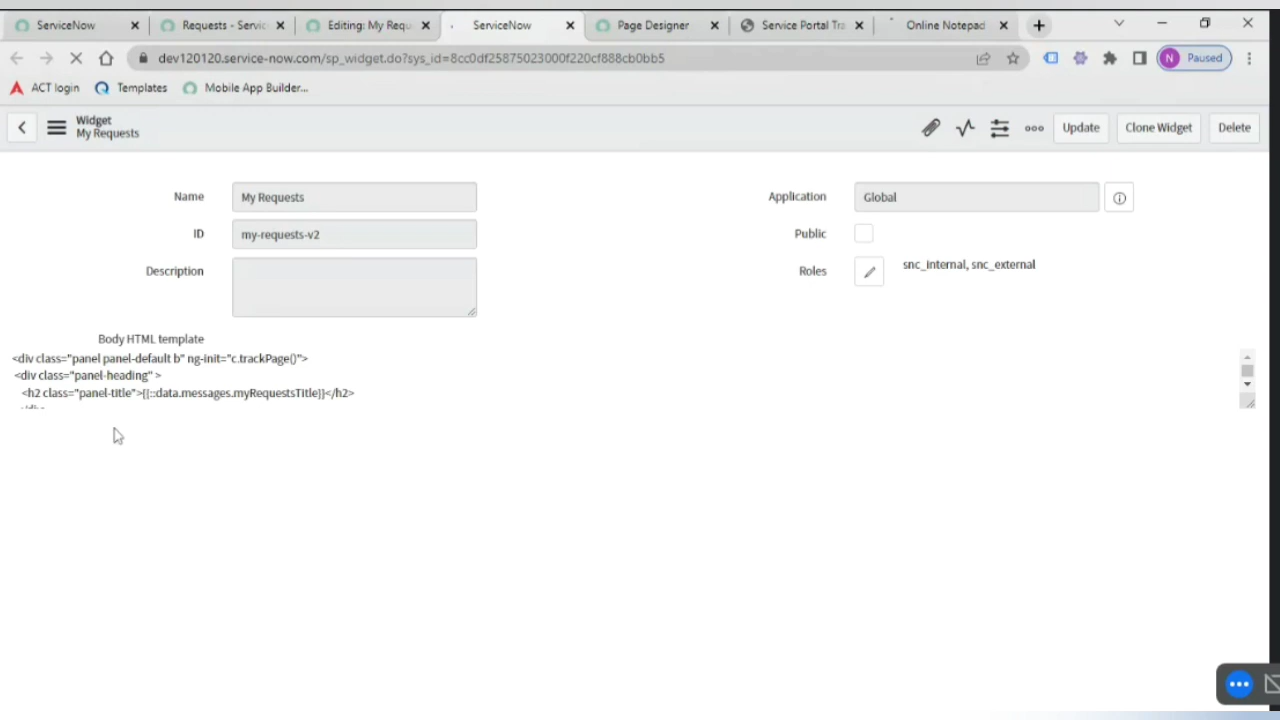 ServiceNow
Requests - Servic
Editing: My Requ
ServiceNow
Page Designer
Service Portal Tra
Online Notepad
dev120120.service-now.com/sp_widget.do?sys_id=8cc0df25875023000f220cf888cb0bb5
N Paused
ACT login
Templates
Mobile App Builder...
Widget
My Requests
Update
Clone Widget
Delete
Name
My Requests
Application
Global
ID
my-requests-v2
Public
Description
Roles
snc_internal, snc_external
Body HTML template
<div class="panel panel-default b" ng-init="c.trackPage()">
<div class="panel-heading" >
<h2 class="panel-title">{{::data.messages.myRequestsTitle}}</h2>